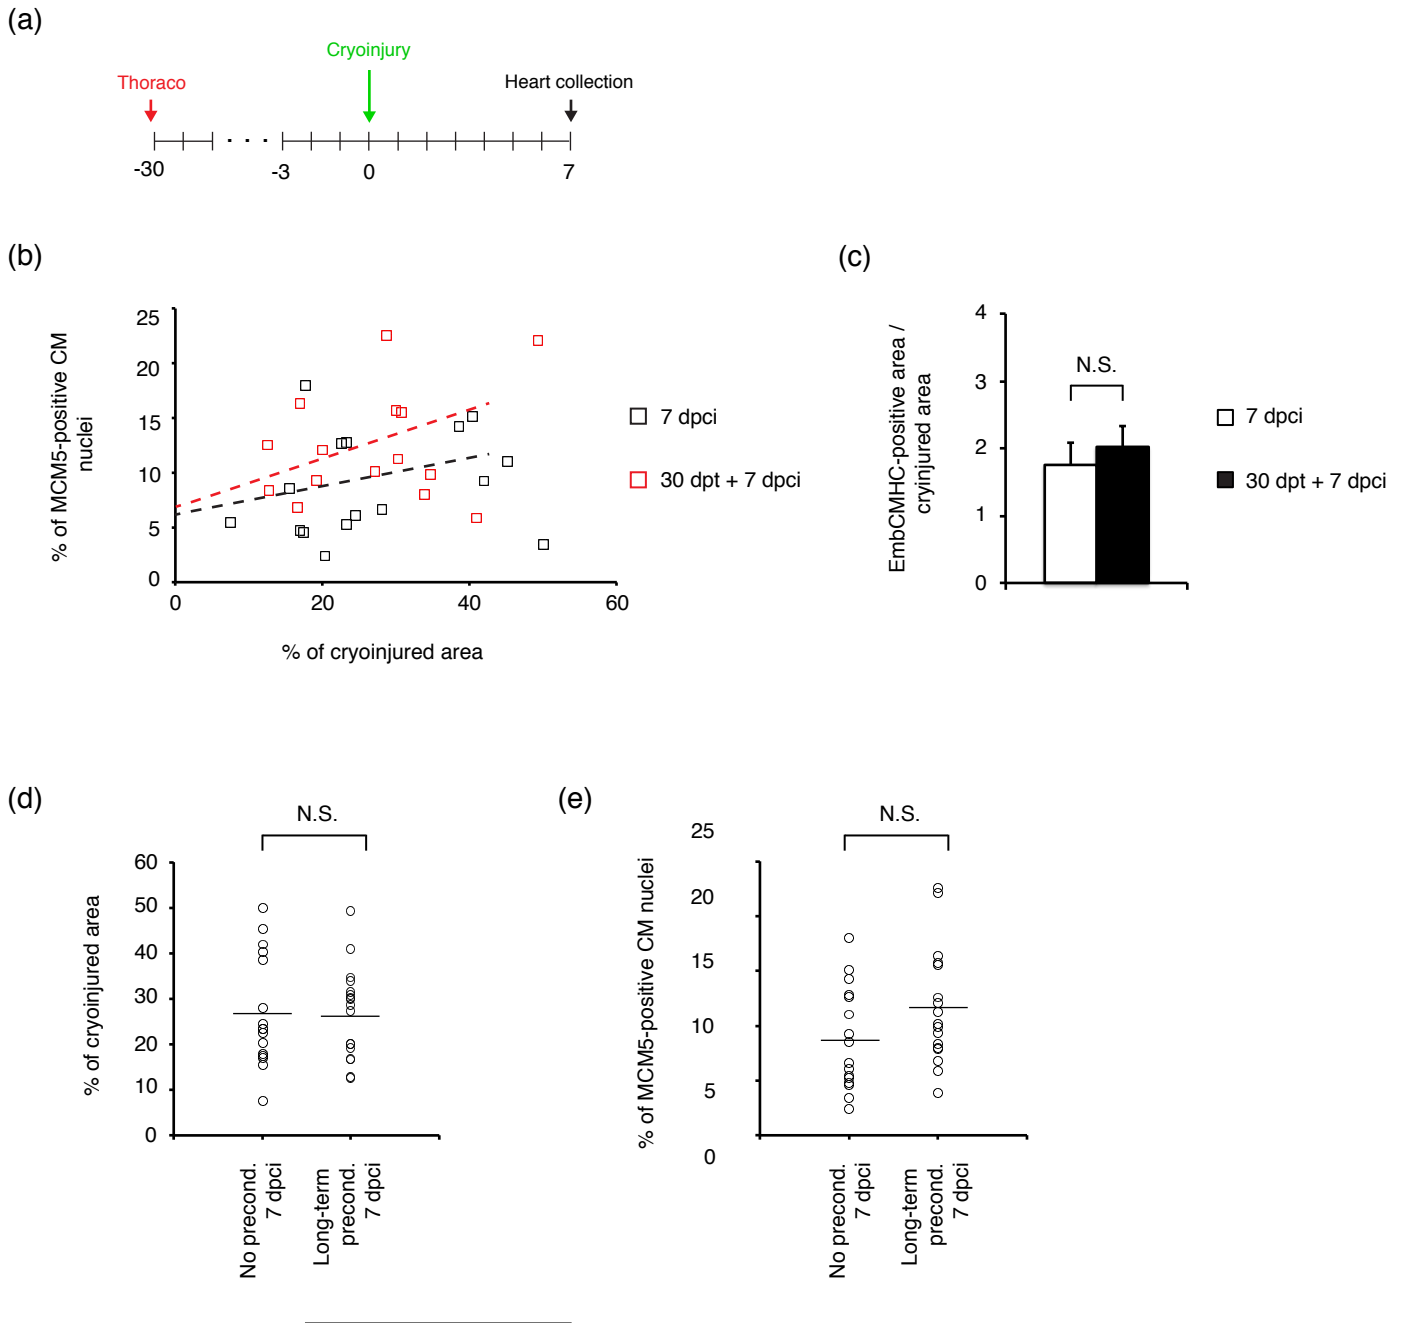 (a)
Cryoinjury
Thoraco
Heart collection
-30
-3
0
7
(b)
% of MCM5-positive CM
nuclei
25
20
15
10
5
0
0
20
40
60
% of cryoinjured area
7 dpci
30 dpt + 7 dpci
(c)
EmbCMHC-positive area /
cryinjured area
4
3
2
1
0
N.S.
7 dpci
30 dpt + 7 dpci
(d)
N.S.
% of cryoinjured area
60
50
40
30
20
10
0
No precond.
7 dpci
Long-term
precond.
7 dpci
(e)
N.S.
% of MCM5-positive CM nuclei
25
20
15
10
5
0
No precond.
7 dpci
Long-term
precond.
7 dpci